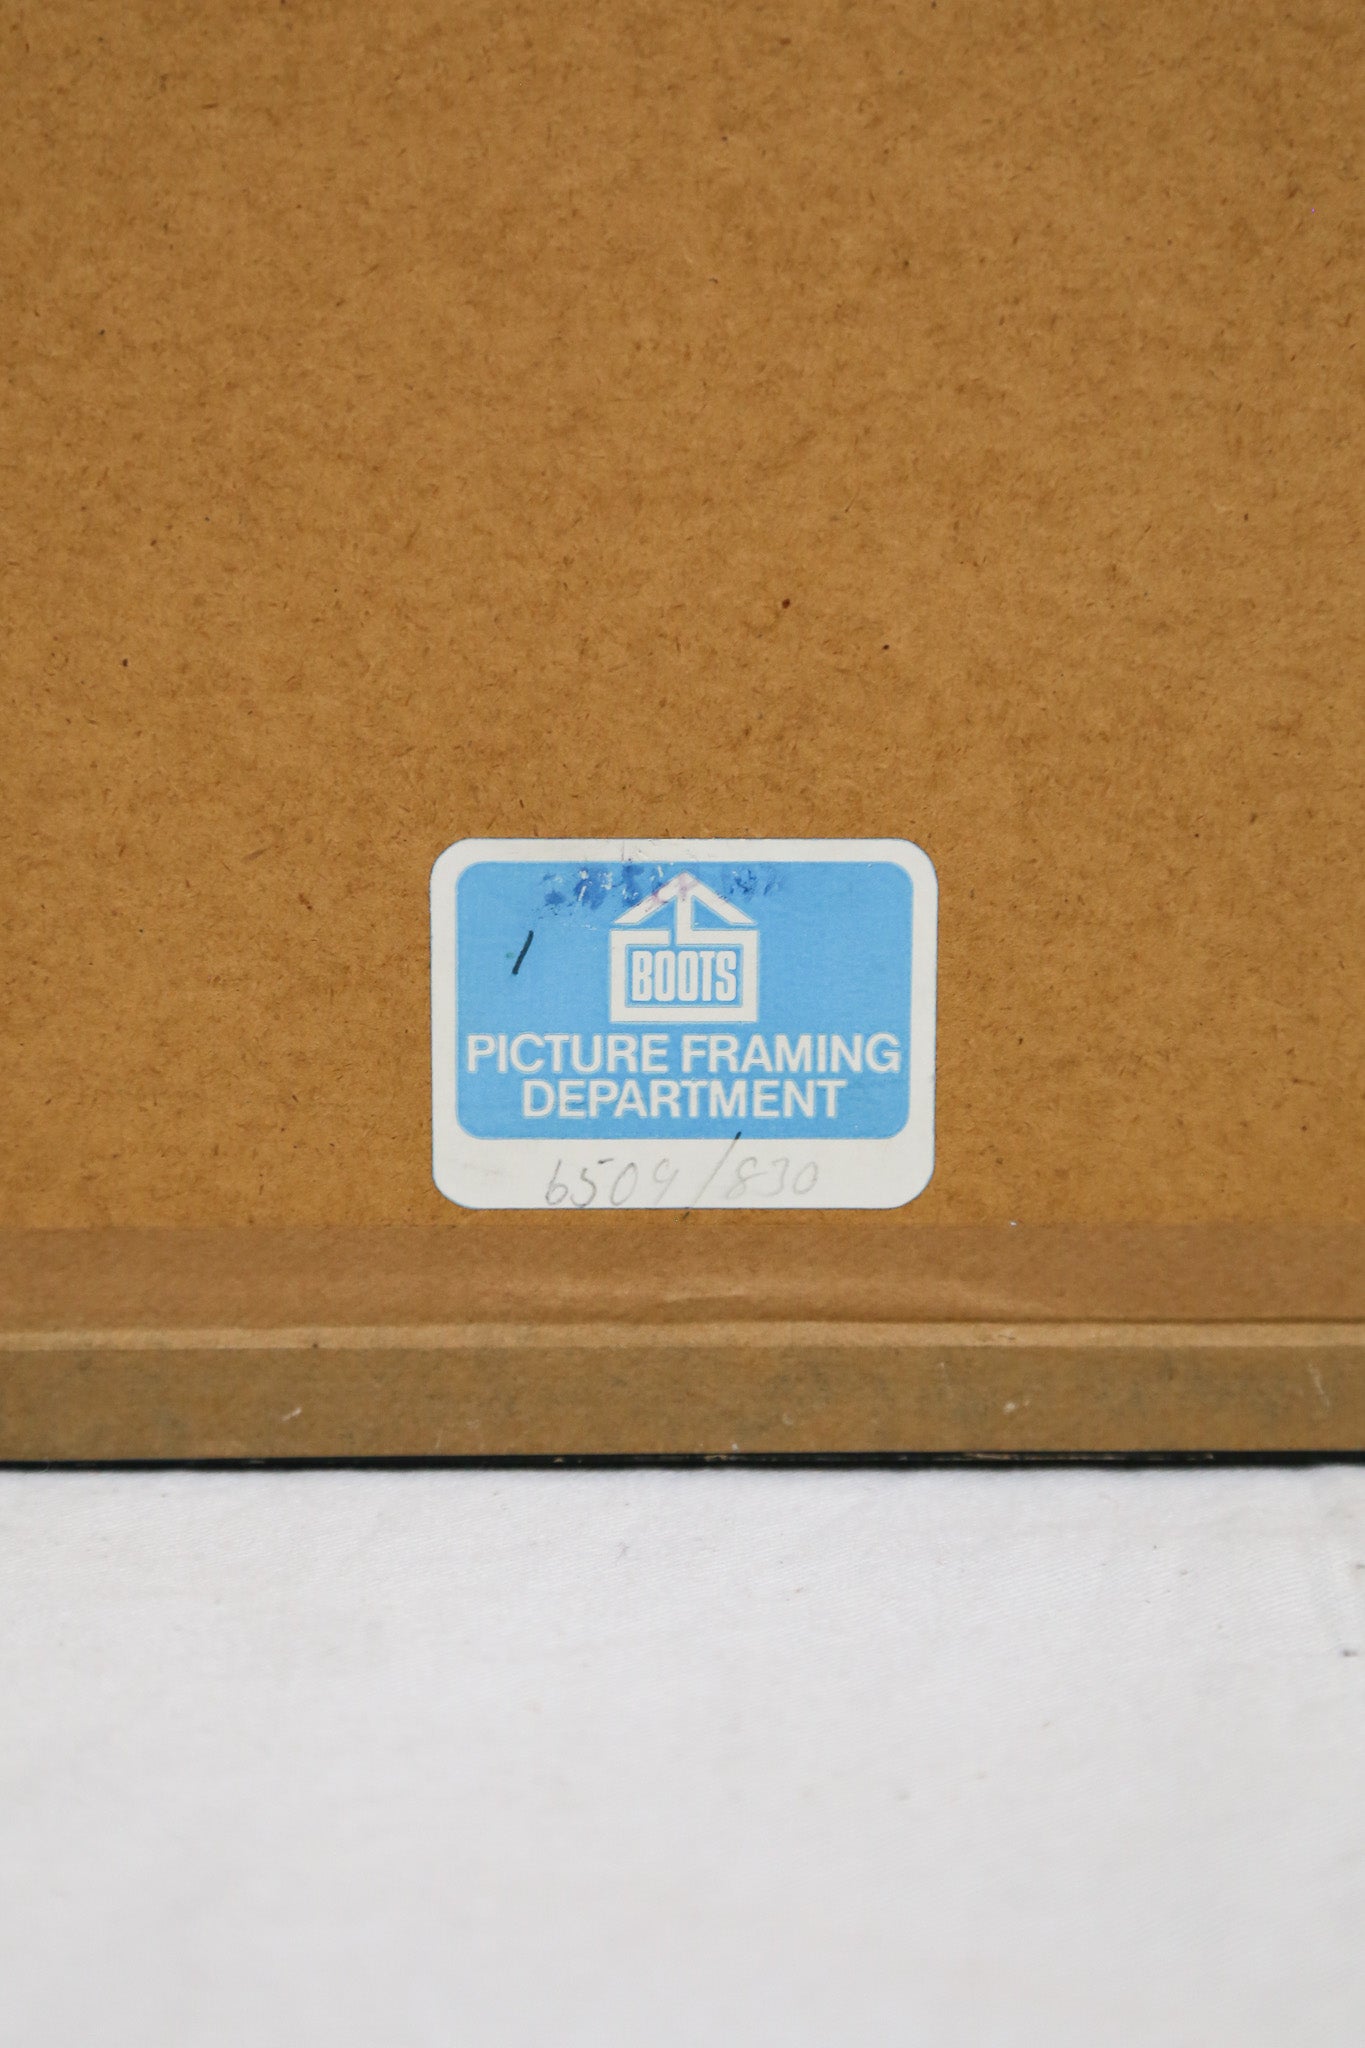 BOOTS
PICTURE FRAMING
DEPARTMENT
6509/830